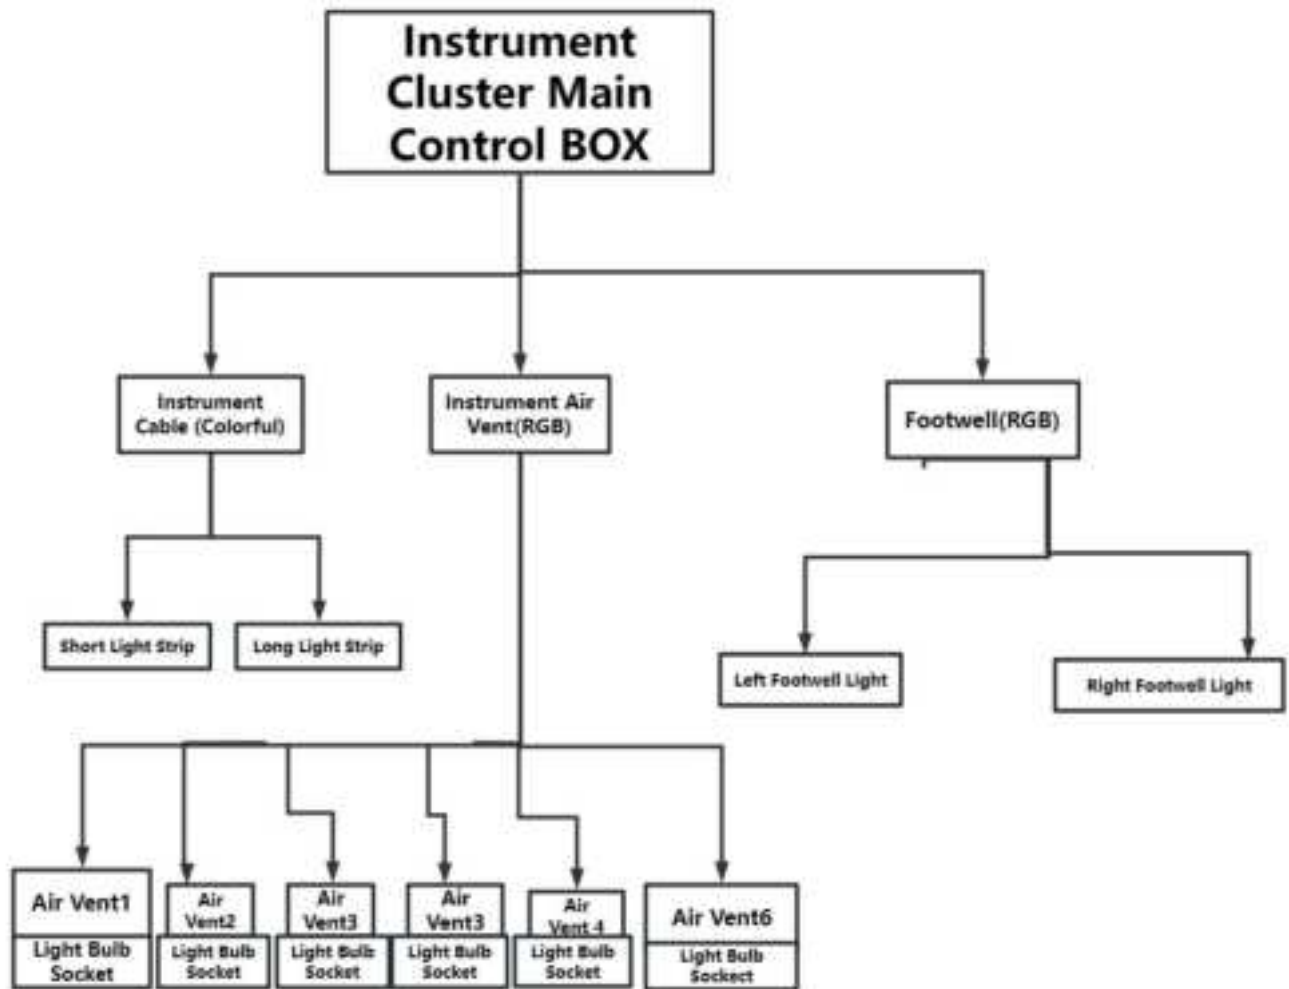 Instrument
Cluster Main
Control BOX
Instrument
Cable (Colorful)
Instrument Air
Vent(RGB)
Footwell(RGB)
Short Light Strip
Long Light Strip
Left Footwell Light
Right Footwell Light
Air Vent1
Light Bulb
Socket
Air
Vent2
Light Bulb
Socket
Air
Vent3
Light Bulb
Socket
Air
Vent3
Light Bulb
Socket
Air
Vent 4
Light Bulb
Socket
Air Vent6
Light Bulb
Sockect